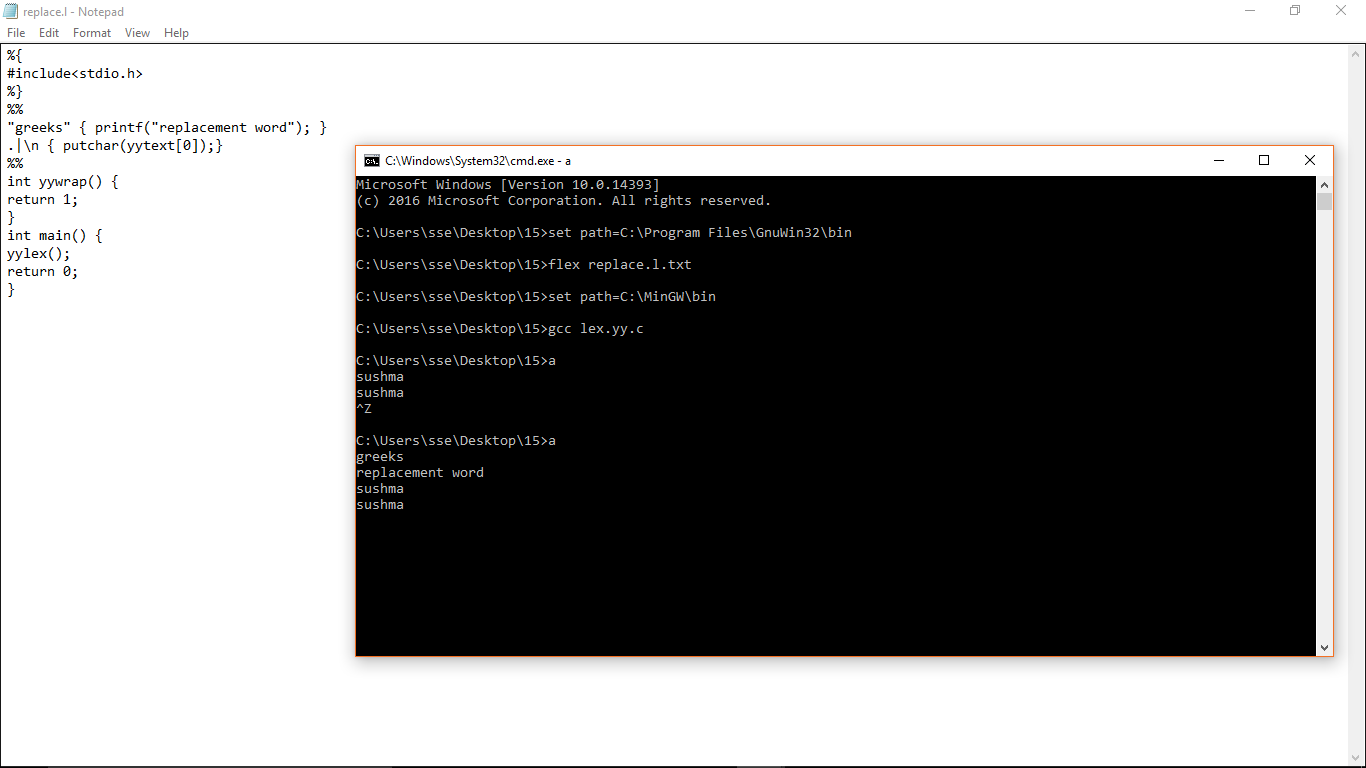 replace.l - Notepad
File Edit Format View Help
%{
#include<stdio.h>
%}
%%
"greeks" { printf("replacement word"); }
.|\n { putchar(yytext[0]);}
%%
int yywrap() {
return 1;
}
int main() {
yylex();
return 0;
}
C:\Windows\System32\cmd.exe - a
Microsoft Windows [Version 10.0.14393]
(c) 2016 Microsoft Corporation. All rights reserved.
C:\Users\sse\Desktop\15>set path=C:\Program Files\GnuWin32\bin
C:\Users\sse\Desktop\15>flex replace.l.txt
C:\Users\sse\Desktop\15>set path=C:\MinGW\bin
C:\Users\sse\Desktop\15>gcc lex.yy.c
C:\Users\sse\Desktop\15>a
sushma
sushma
^Z
C:\Users\sse\Desktop\15>a
greeks
replacement word
sushma
sushma